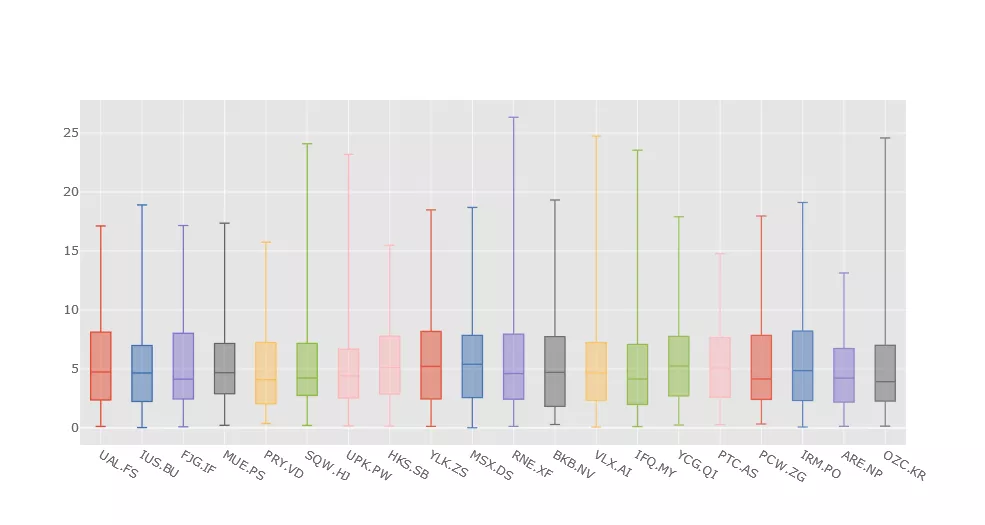 25
20
15
10
5
0
UAL.FS
IUS.BU
FJG.IF
MUE.PS
PRY.VD
SQW.HJ
UPK.PW
HKS.SB
YLK.ZS
MSX.DS
RNE.XF
BKB.NV
VLX.AI
IFQ.MY
YCG.QI
PTC.AS
PCW.ZG
IRM.PO
ARE.NP
OZC.KR